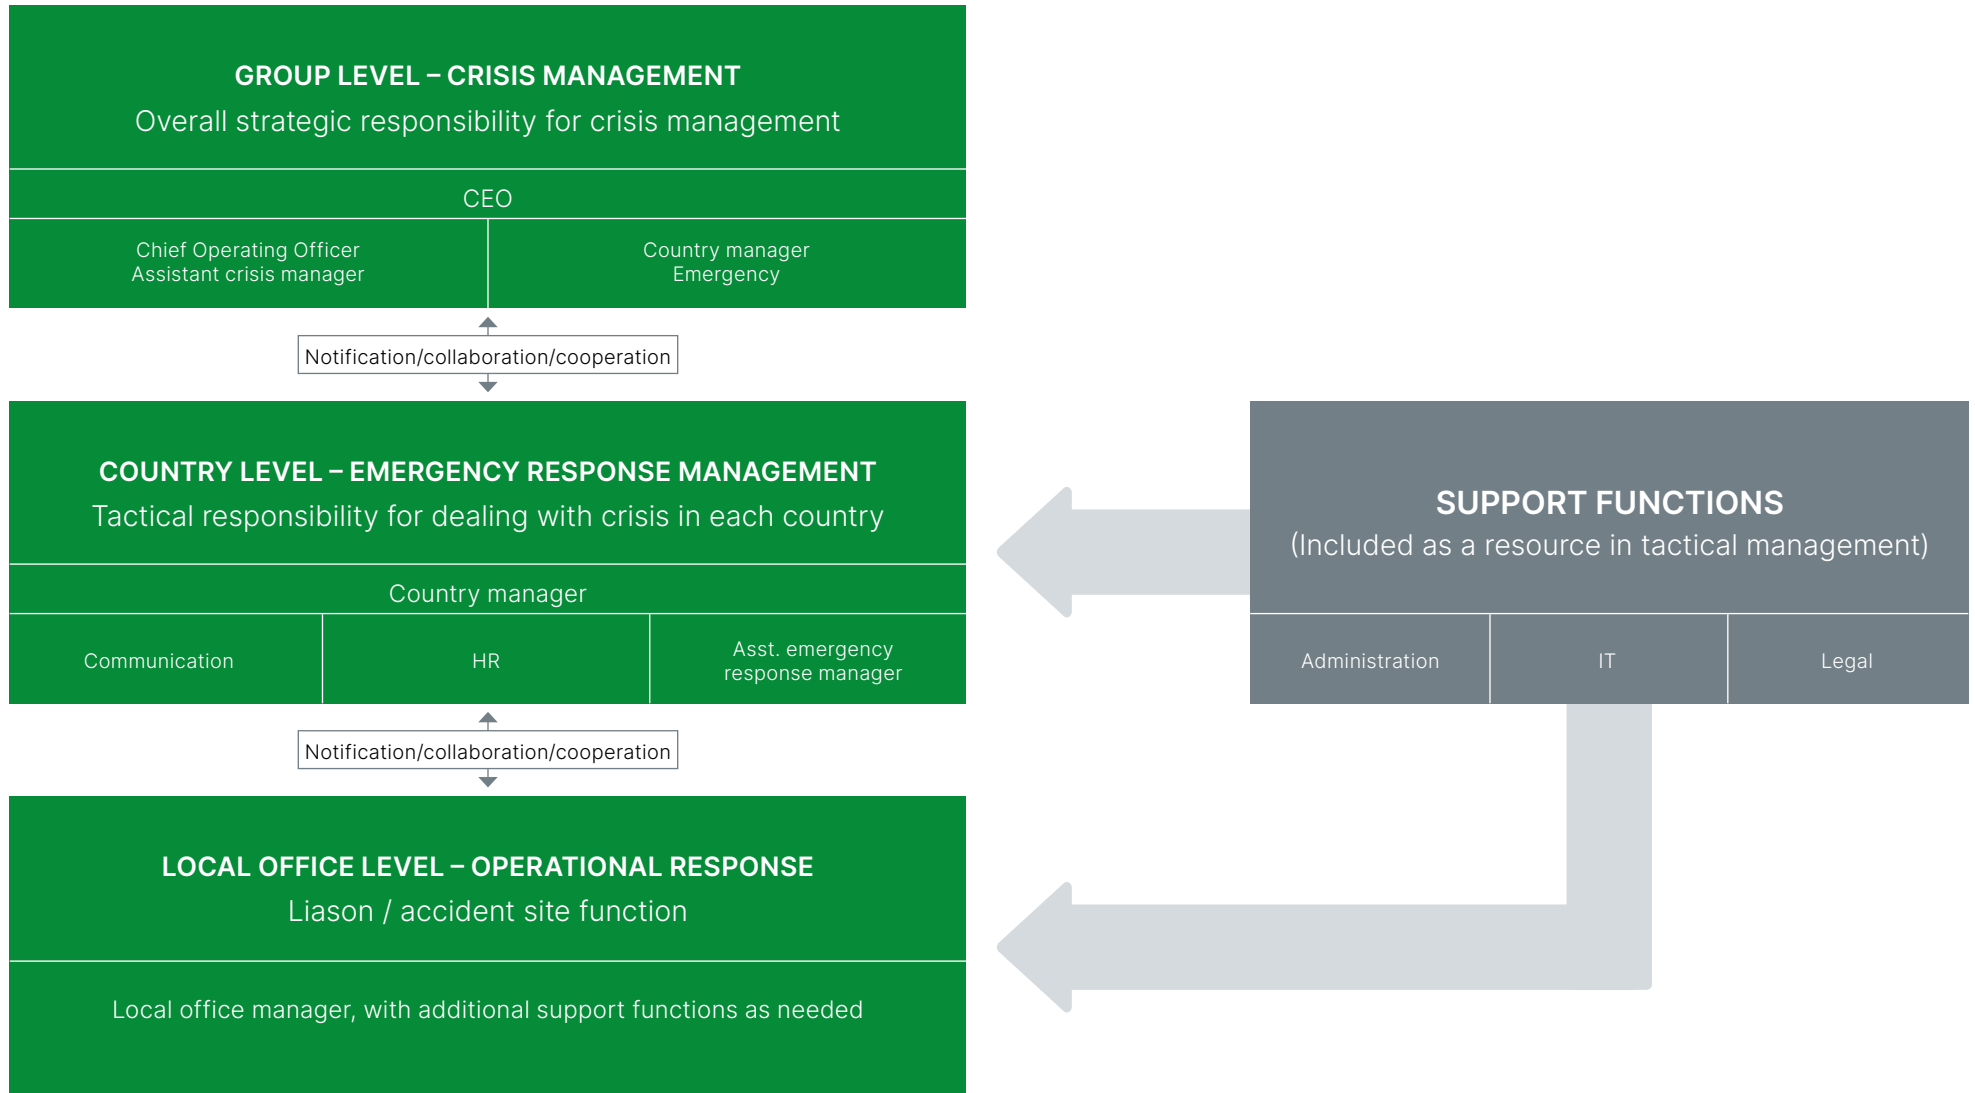 GROUP LEVEL – CRISIS MANAGEMENT
Overall strategic responsibility for crisis management
CEO
Chief Operating Officer
Assistant crisis manager
Country manager
Emergency
Notification/collaboration/cooperation
COUNTRY LEVEL – EMERGENCY RESPONSE MANAGEMENT
Tactical responsibility for dealing with crisis in each country
Country manager
Communication
HR
Asst. emergency
response manager
SUPPORT FUNCTIONS
(Included as a resource in tactical management)
Administration
IT
Legal
Notification/collaboration/cooperation
LOCAL OFFICE LEVEL – OPERATIONAL RESPONSE
Liason / accident site function
Local office manager, with additional support functions as needed